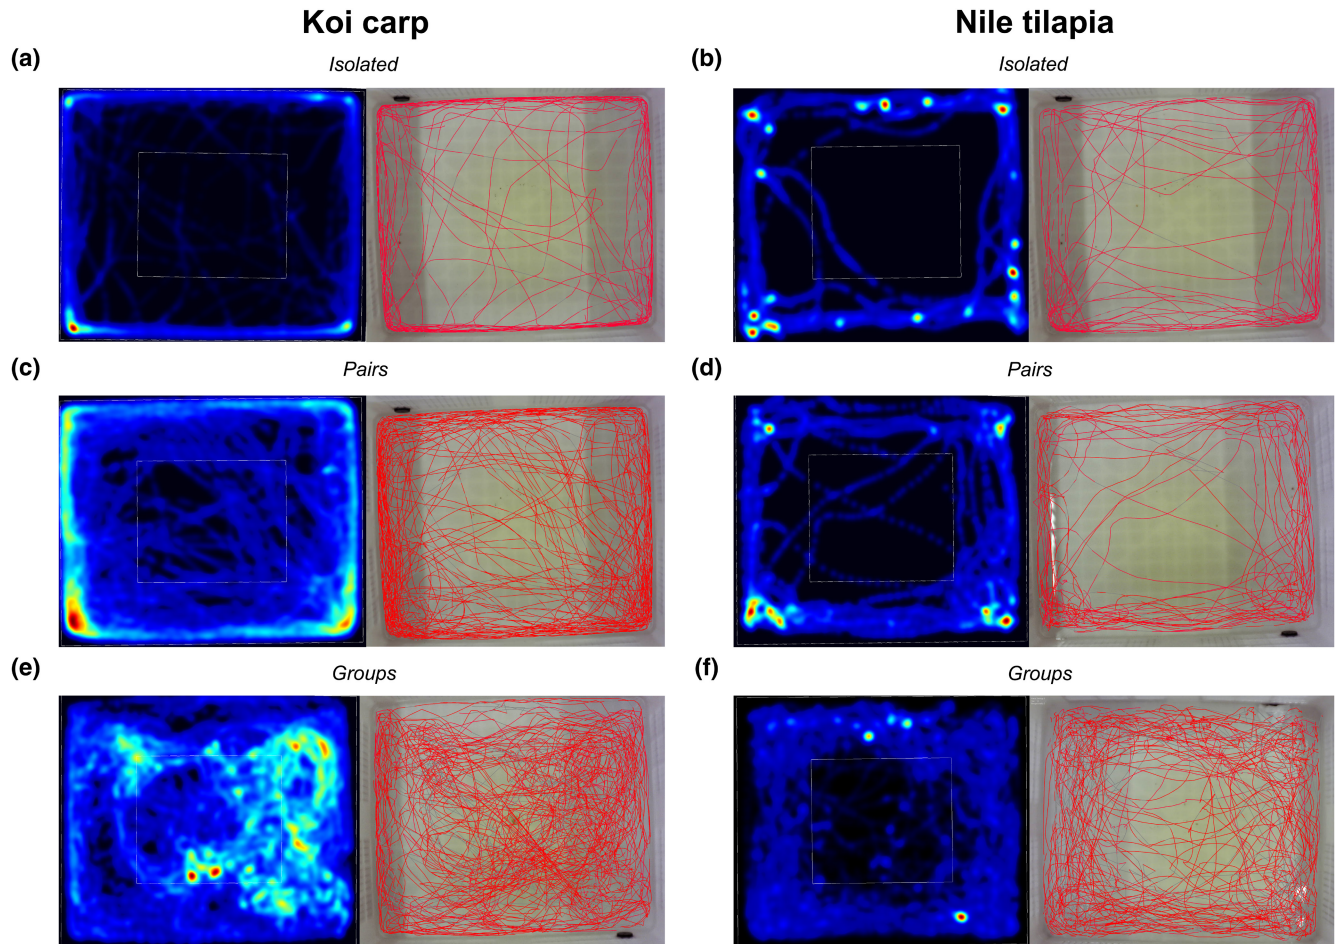 Koi carp
Nile tilapia
(a)
Isolated
(b)
Isolated
(c)
Pairs
(d)
Pairs
(e)
Groups
(f)
Groups